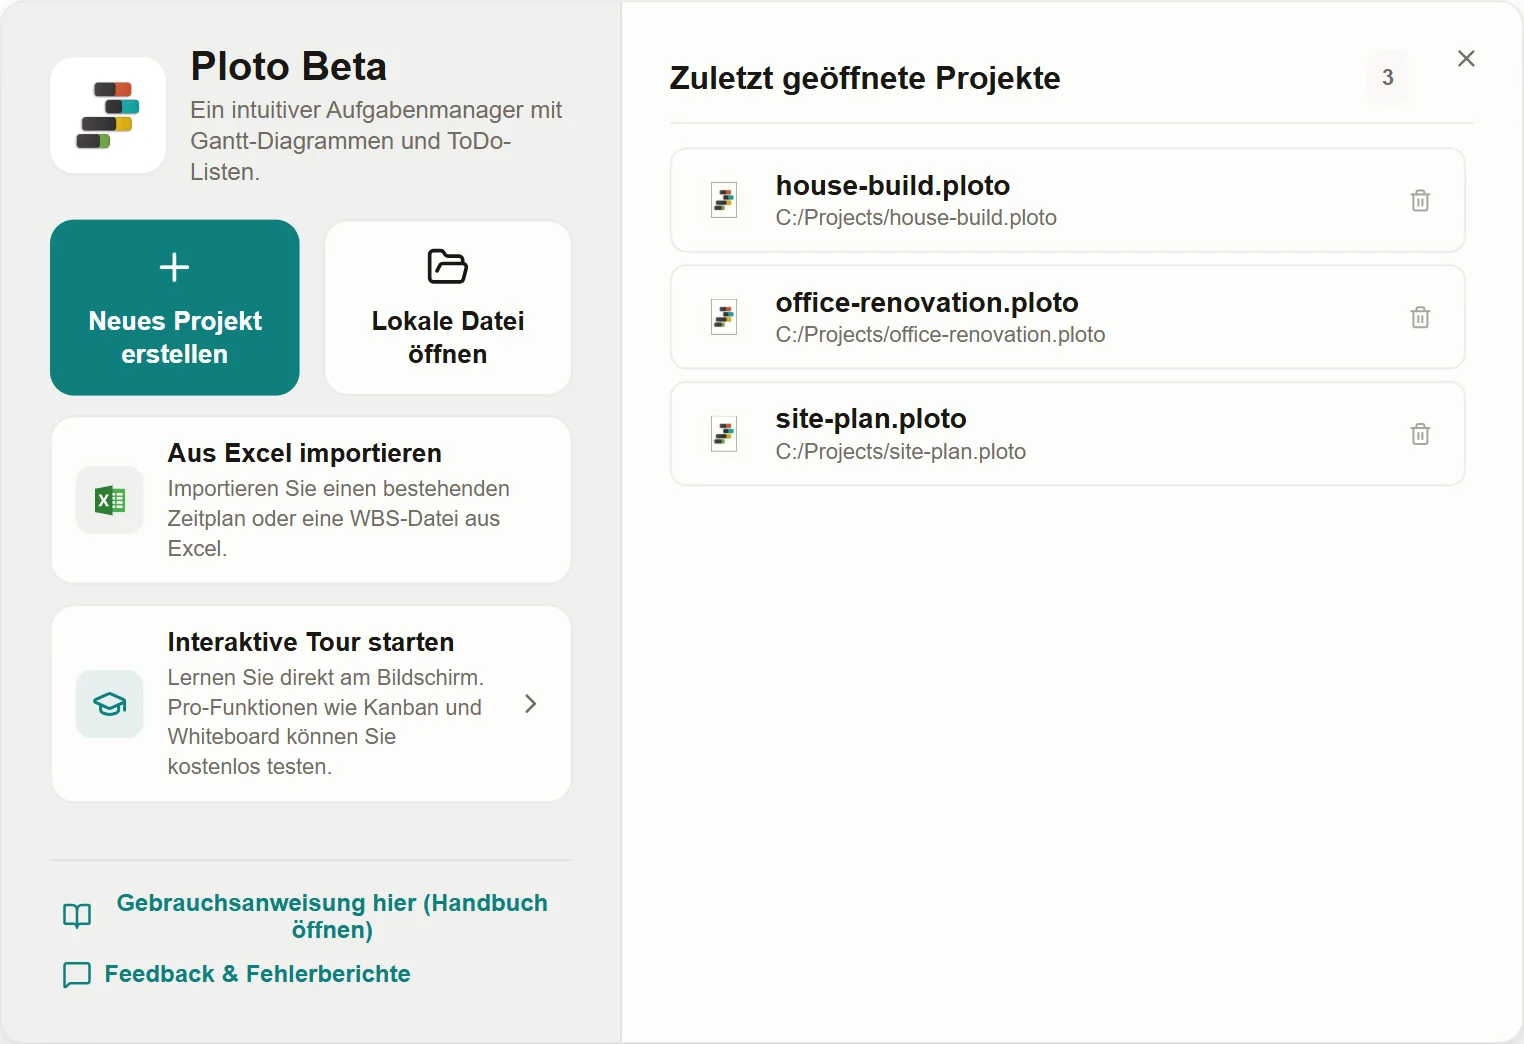 Ploto Beta
Ein intuitiver Aufgabenmanager mit
Gantt-Diagrammen und ToDo-
Listen.
Neues Projekt
erstellen
Lokale Datei
öffnen
Aus Excel importieren
Importieren Sie einen bestehenden
Zeitplan oder eine WBS-Datei aus
Excel.
Interaktive Tour starten
Lernen Sie direkt am Bildschirm.
Pro-Funktionen wie Kanban und
Whiteboard können Sie
kostenlos testen.
Gebrauchsanweisung hier (Handbuch
öffnen)
Feedback & Fehlerberichte
Zuletzt geöffnete Projekte
3
house-build.ploto
C:/Projects/house-build.ploto
office-renovation.ploto
C:/Projects/office-renovation.ploto
site-plan.ploto
C:/Projects/site-plan.ploto